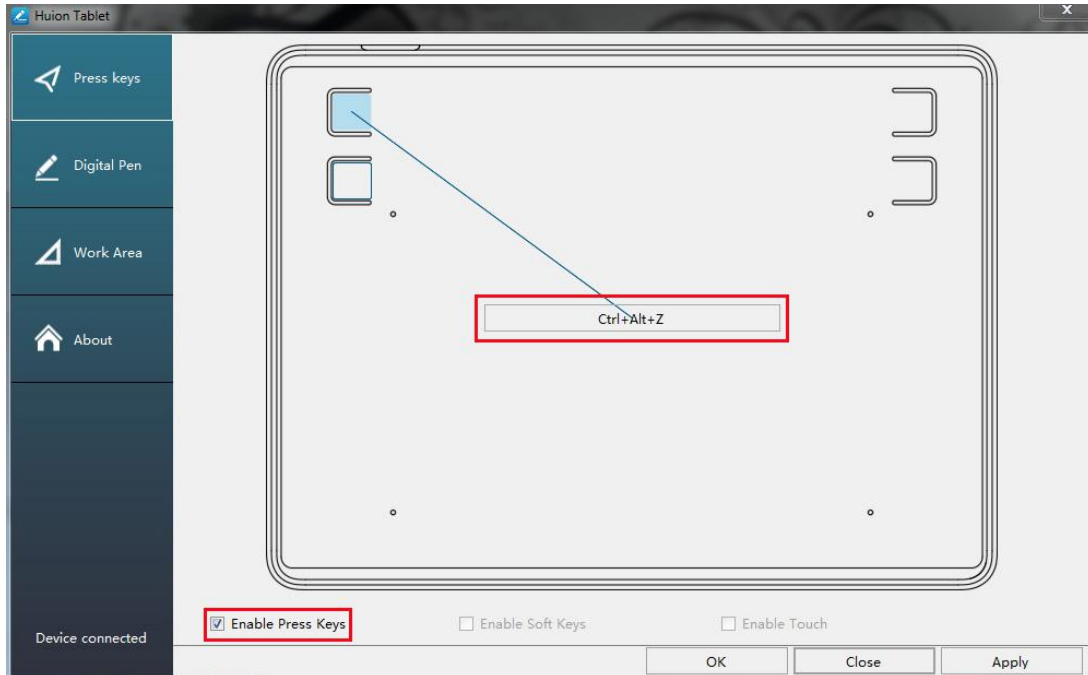 Huion Tablet
x
Press keys
Digital Pen
Work Area
About
Ctrl+Alt+Z
Enable Press Keys
Enable Soft Keys
Enable Touch
Device connected
OK
Close
Apply